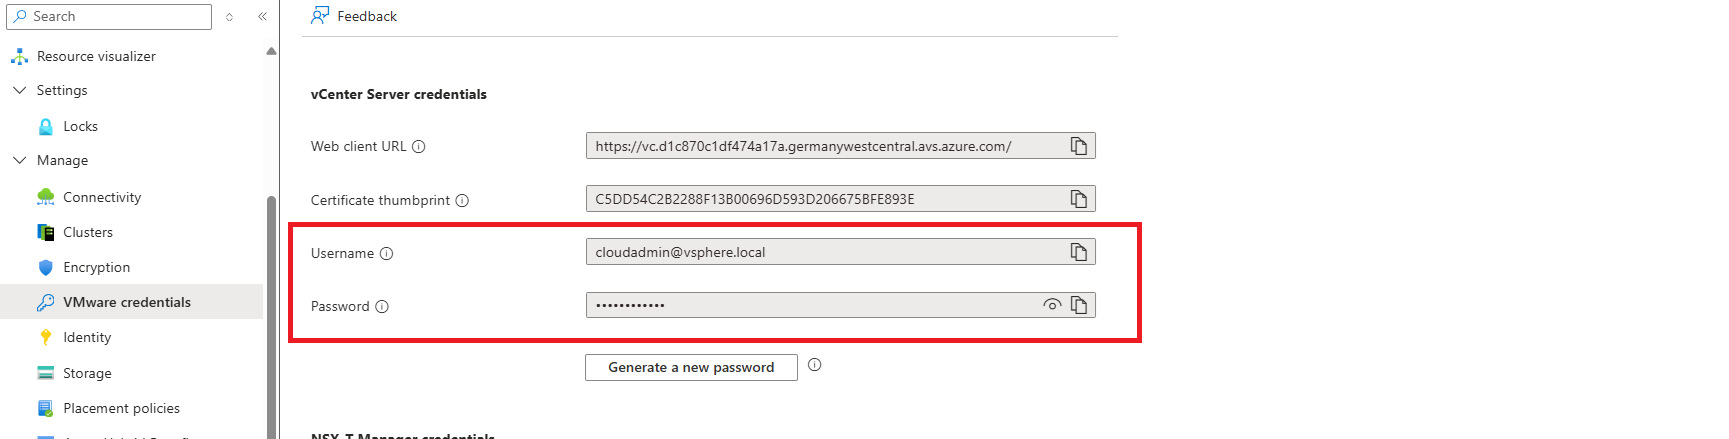 Search
Feedback
Resource visualizer
Settings
Locks
Manage
Connectivity
Clusters
Encryption
VMware credentials
Identity
Storage
Placement policies
vCenter Server credentials
Web client URL
https://vc.d1c870c1df474a17a.germanywestcentral.avs.azure.com/
Certificate thumbprint
C5DD54C2B2288F13B00696D593D206675BFE893E
Username
cloudadmin@vsphere.local
Password
••••••••••••
Generate a new password
NSX-T Manager credentials